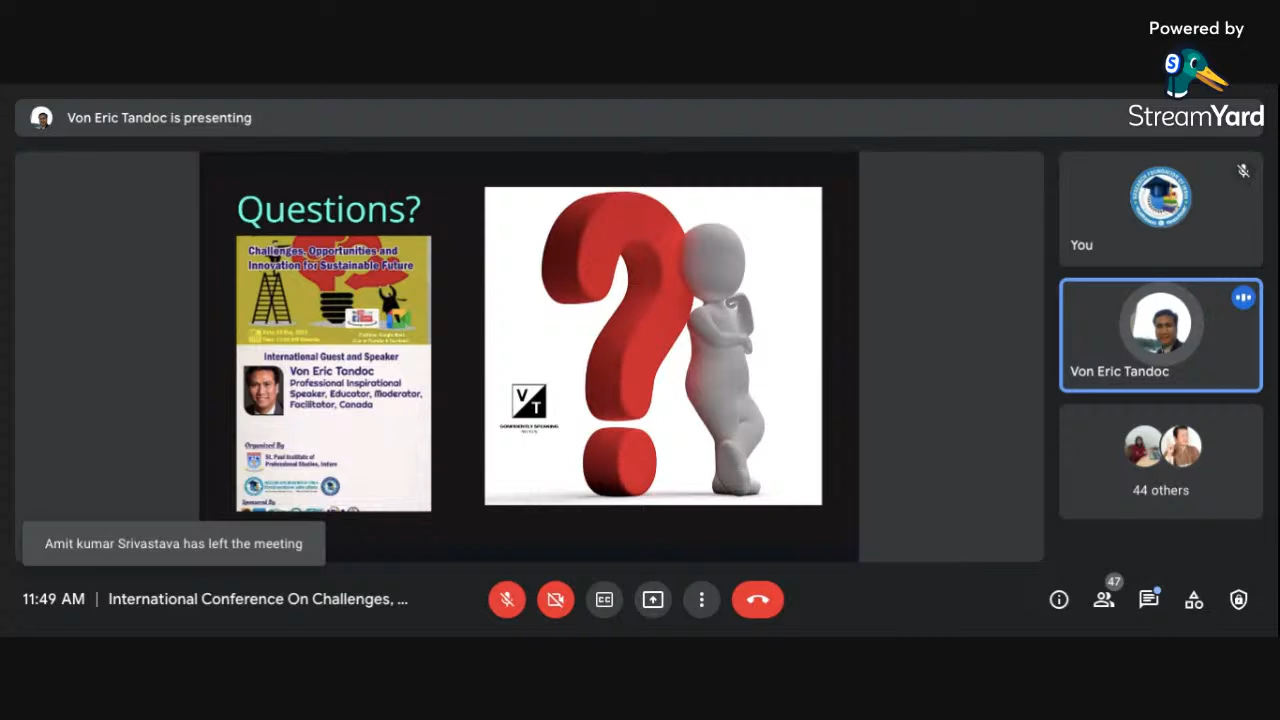 Powered by
StreamYard
Von Eric Tandoc is presenting
Questions?
Challenges, Opportunities and
Innovation for Sustainable Future
International Guest and Speaker
Von Eric Tandoc
Professional Inspirational
Speaker, Educator, Moderator,
Facilitator, Canada
Organized By
St. Paul Institute of
Professional Studies, Indore
Sponsored By
V
T
CONFIDENTLY SPEAKING
You
Von Eric Tandoc
44 others
Amit kumar Srivastava has left the meeting
11:49 AM | International Conference On Challenges, ...
CC
47